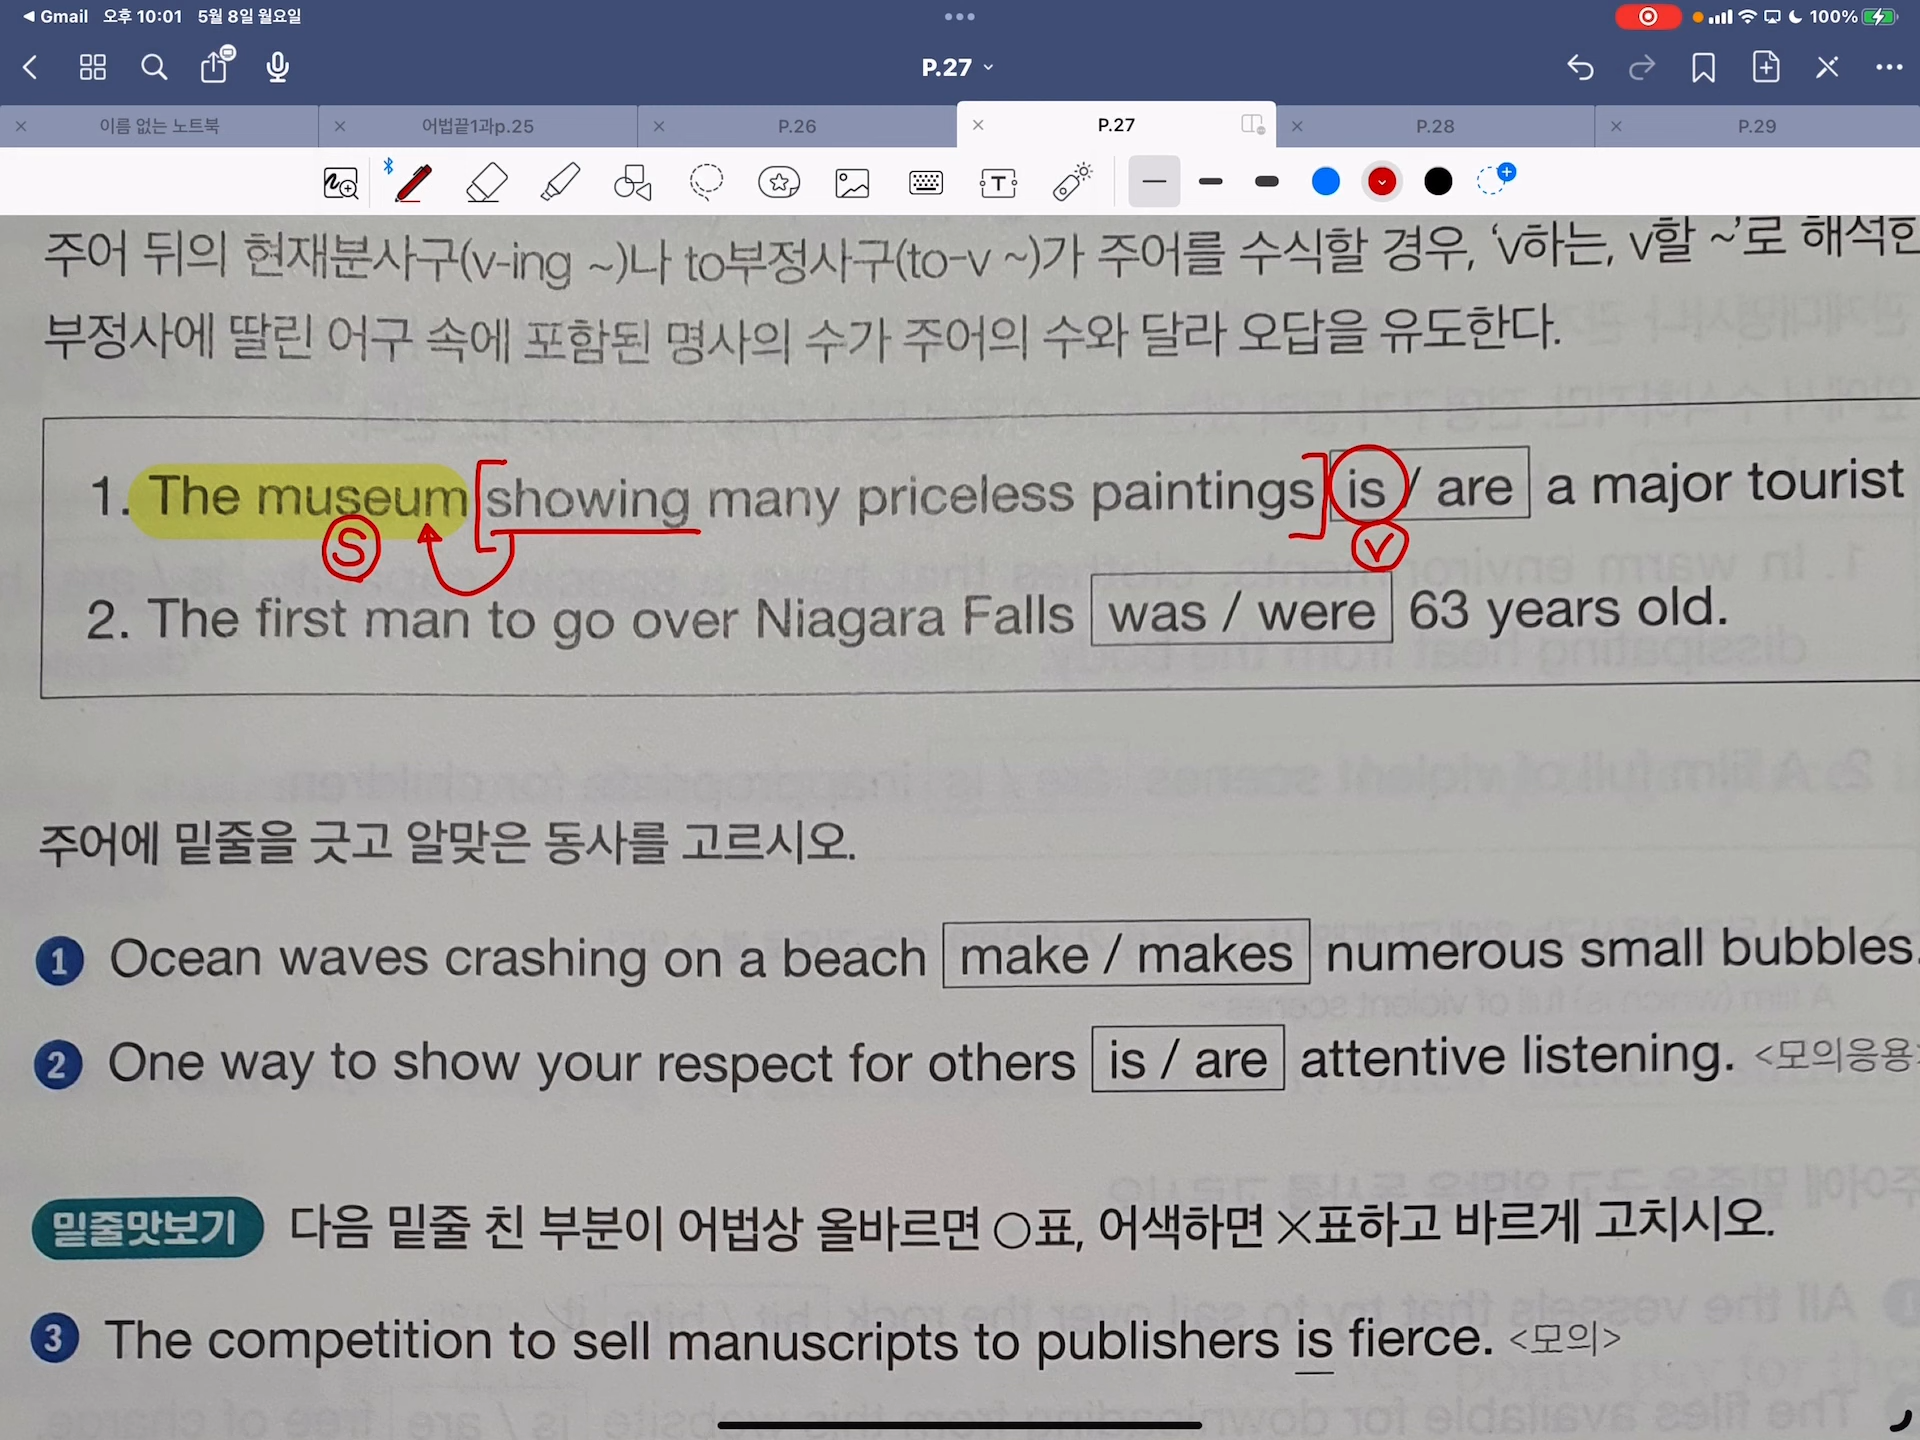 ◀ Gmail 오후 10:01 5월 8일 월요일 100%
P.27
이름 없는 노트북 어법끝1과p.25 P.26 P.27 P.28 P.29
주어 뒤의 현재분사구(v-ing ~)나 to부정사구(to-v ~)가 주어를 수식할 경우, ‘v하는, v할 ~’로 해석한
부정사에 딸린 어구 속에 포함된 명사의 수가 주어의 수와 달라 오답을 유도한다.
1. The museum [showing many priceless paintings] is / are a major tourist
S V
2. The first man to go over Niagara Falls was / were 63 years old.
주어에 밑줄을 긋고 알맞은 동사를 고르시오.
1 Ocean waves crashing on a beach make / makes numerous small bubbles.
2 One way to show your respect for others is / are attentive listening. <모의응용>
밑줄맛보기 다음 밑줄 친 부분이 어법상 올바르면 ○표, 어색하면 ×표하고 바르게 고치시오.
3 The competition to sell manuscripts to publishers is fierce. <모의>